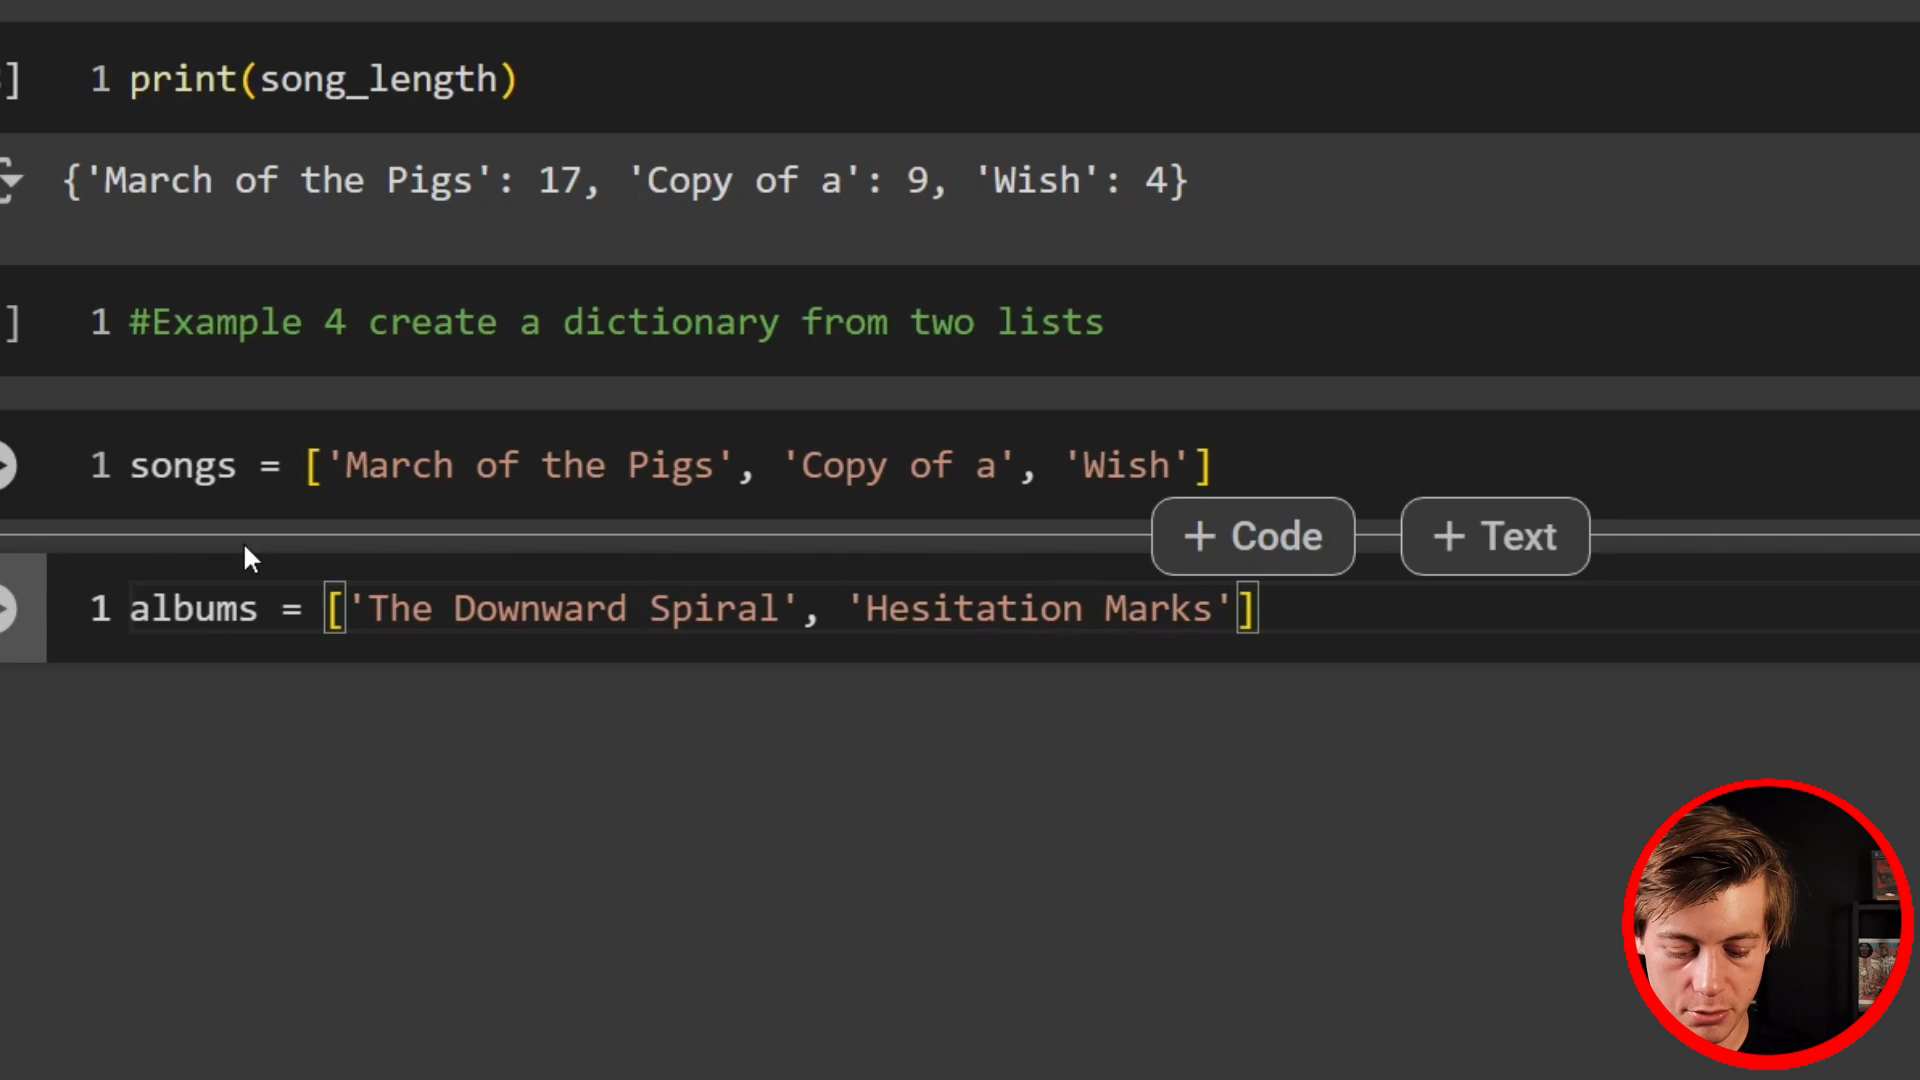 ] 1 print(song_length)
{'March of the Pigs': 17, 'Copy of a': 9, 'Wish': 4}
] 1 #Example 4 create a dictionary from two lists
1 songs = ['March of the Pigs', 'Copy of a', 'Wish']
+ Code + Text
1 albums = ['The Downward Spiral', 'Hesitation Marks']